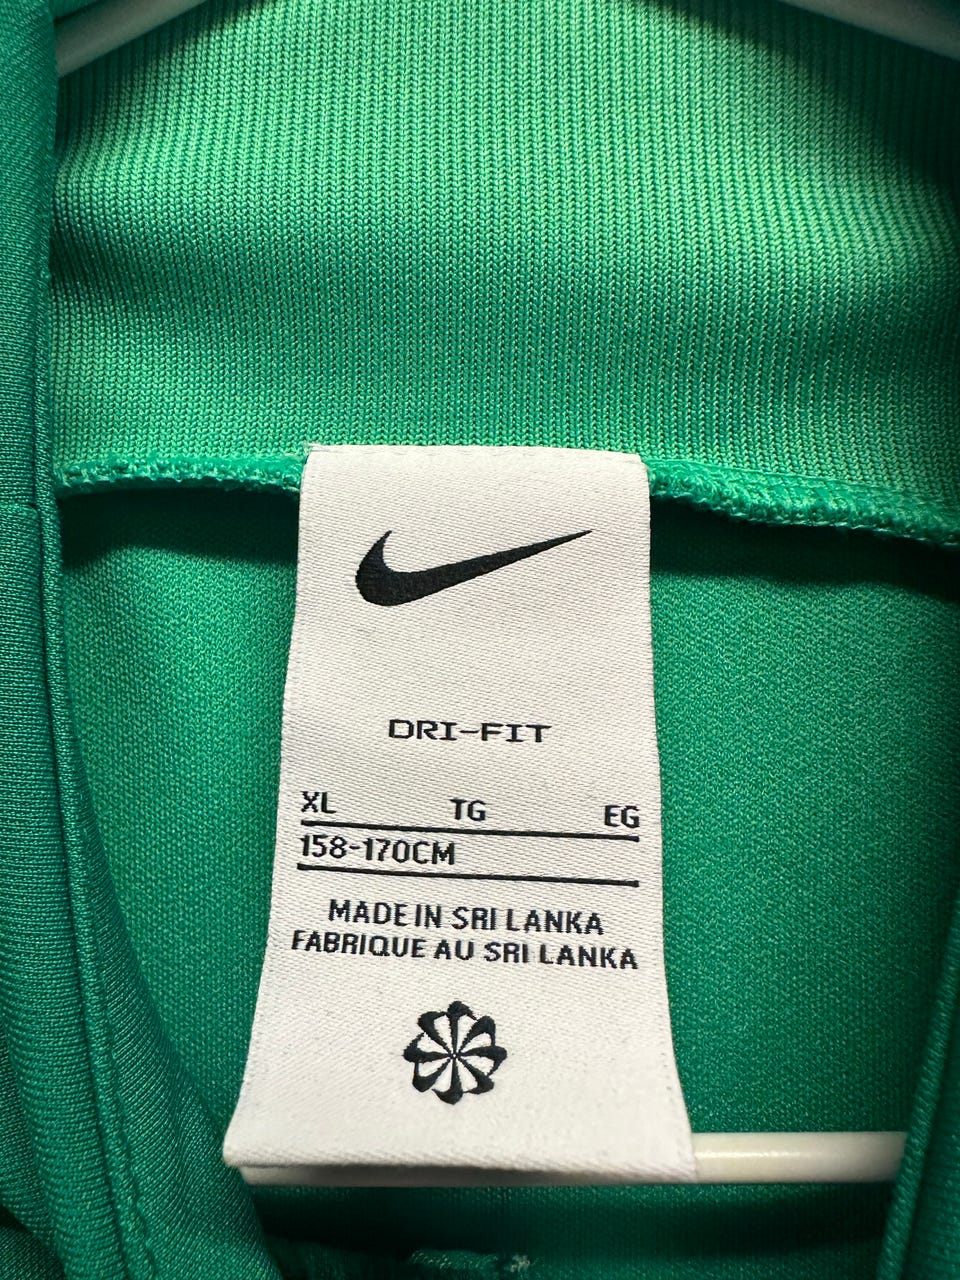 DRI-FIT
XL TG EG
158-170CM
MADE IN SRI LANKA
FABRIQUE AU SRI LANKA